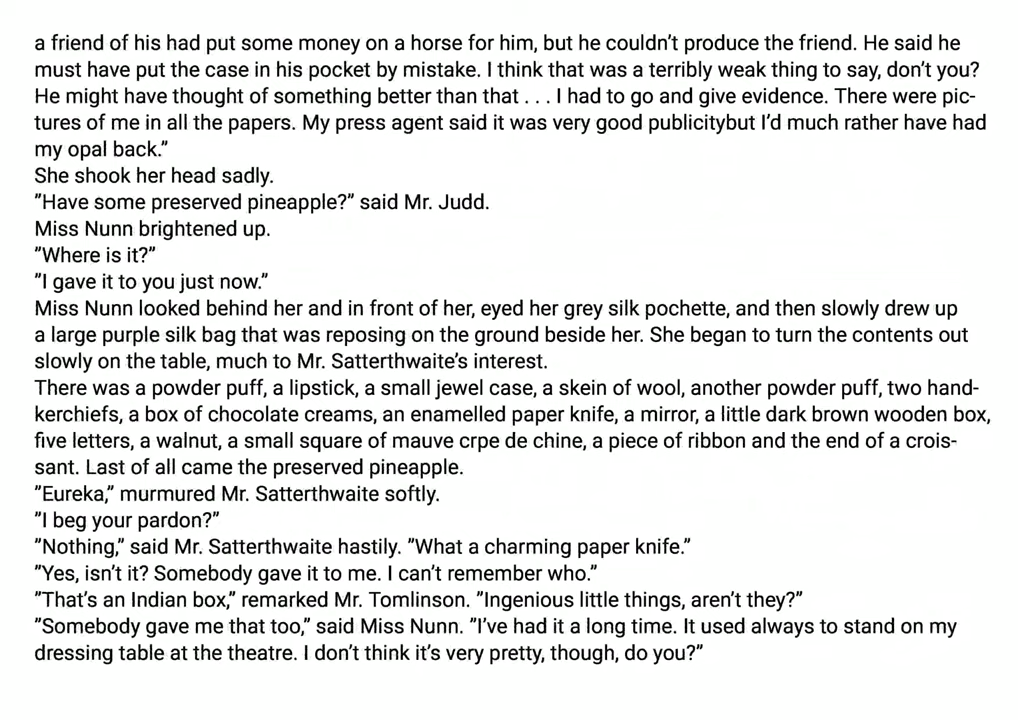 a friend of his had put some money on a horse for him, but he couldn’t produce the friend. He said he
must have put the case in his pocket by mistake. I think that was a terribly weak thing to say, don’t you?
He might have thought of something better than that . . . I had to go and give evidence. There were pic-
tures of me in all the papers. My press agent said it was very good publicitybut I’d much rather have had
my opal back.”
She shook her head sadly.
”Have some preserved pineapple?” said Mr. Judd.
Miss Nunn brightened up.
”Where is it?”
”I gave it to you just now.”
Miss Nunn looked behind her and in front of her, eyed her grey silk pochette, and then slowly drew up
a large purple silk bag that was reposing on the ground beside her. She began to turn the contents out
slowly on the table, much to Mr. Satterthwaite’s interest.
There was a powder puff, a lipstick, a small jewel case, a skein of wool, another powder puff, two hand-
kerchiefs, a box of chocolate creams, an enamelled paper knife, a mirror, a little dark brown wooden box,
five letters, a walnut, a small square of mauve crpe de chine, a piece of ribbon and the end of a crois-
sant. Last of all came the preserved pineapple.
”Eureka,” murmured Mr. Satterthwaite softly.
”I beg your pardon?”
”Nothing,” said Mr. Satterthwaite hastily. ”What a charming paper knife.”
”Yes, isn’t it? Somebody gave it to me. I can’t remember who.”
”That’s an Indian box,” remarked Mr. Tomlinson. ”Ingenious little things, aren’t they?”
”Somebody gave me that too,” said Miss Nunn. ”I’ve had it a long time. It used always to stand on my
dressing table at the theatre. I don’t think it’s very pretty, though, do you?”